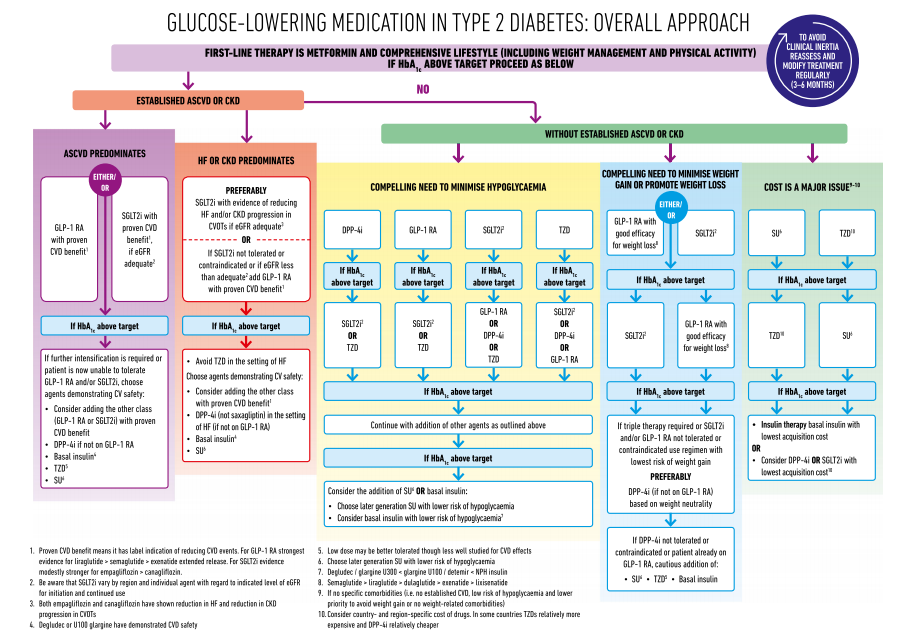 GLUCOSE-LOWERING MEDICATION IN TYPE 2 DIABETES: OVERALL APPROACH
TO AVOID
CLINICAL INERTIA
REASSESS AND
MODIFY TREATMENT
REGULARLY
(3–6 MONTHS)
FIRST-LINE THERAPY IS METFORMIN AND COMPREHENSIVE LIFESTYLE (INCLUDING WEIGHT MANAGEMENT AND PHYSICAL ACTIVITY)
IF HbA1c ABOVE TARGET PROCEED AS BELOW
NO
ESTABLISHED ASCVD OR CKD
WITHOUT ESTABLISHED ASCVD OR CKD
ASCVD PREDOMINATES
EITHER/
OR
GLP-1 RA
with proven
CVD benefit1
SGLT2i with
proven CVD
benefit1,
if eGFR
adequate2
If HbA1c above target
If further intensification is required or
patient is now unable to tolerate
GLP-1 RA and/or SGLT2i, choose
agents demonstrating CV safety:
• Consider adding the other class
(GLP-1 RA or SGLT2i) with proven
CVD benefit
• DPP-4i if not on GLP-1 RA
• Basal insulin4
• TZD5
• SU6
HF OR CKD PREDOMINATES
PREFERABLY
SGLT2i with evidence of reducing
HF and/or CKD progression in
CVOTs if eGFR adequate3
OR
If SGLT2i not tolerated or
contraindicated or if eGFR less
than adequate2 add GLP-1 RA
with proven CVD benefit1
If HbA1c above target
• Avoid TZD in the setting of HF
Choose agents demonstrating CV safety:
• Consider adding the other class
with proven CVD benefit1
• DPP-4i (not saxagliptin) in the setting
of HF (if not on GLP-1 RA)
• Basal insulin4
• SU6
COMPELLING NEED TO MINIMISE HYPOGLYCAEMIA
DPP-4i
GLP-1 RA
SGLT2i2
TZD
If HbA1c
above target
If HbA1c
above target
If HbA1c
above target
If HbA1c
above target
SGLT2i2
OR
TZD
SGLT2i2
OR
TZD
GLP-1 RA
OR
DPP-4i
OR
TZD
SGLT2i2
OR
DPP-4i
OR
GLP-1 RA
If HbA1c above target
Continue with addition of other agents as outlined above
If HbA1c above target
Consider the addition of SU6 OR basal insulin:
• Choose later generation SU with lower risk of hypoglycaemia
• Consider basal insulin with lower risk of hypoglycaemia7
COMPELLING NEED TO MINIMISE WEIGHT
GAIN OR PROMOTE WEIGHT LOSS
EITHER/
OR
GLP-1 RA with
good efficacy
for weight loss8
SGLT2i2
If HbA1c above target
SGLT2i2
GLP-1 RA with
good efficacy
for weight loss8
If HbA1c above target
If triple therapy required or SGLT2i
and/or GLP-1 RA not tolerated or
contraindicated use regimen with
lowest risk of weight gain
PREFERABLY
DPP-4i (if not on GLP-1 RA)
based on weight neutrality
If DPP-4i not tolerated or
contraindicated or patient already on
GLP-1 RA, cautious addition of:
• SU6 • TZD5 • Basal insulin
COST IS A MAJOR ISSUE9-10
SU6
TZD10
If HbA1c above target
TZD10
SU6
If HbA1c above target
• Insulin therapy basal insulin with
lowest acquisition cost
OR
• Consider DPP-4i OR SGLT2i with
lowest acquisition cost10
1. Proven CVD benefit means it has label indication of reducing CVD events. For GLP-1 RA strongest
evidence for liraglutide > semaglutide > exenatide extended release. For SGLT2i evidence
modestly stronger for empagliflozin > canagliflozin.
2. Be aware that SGLT2i vary by region and individual agent with regard to indicated level of eGFR
for initiation and continued use
3. Both empagliflozin and canagliflozin have shown reduction in HF and reduction in CKD
progression in CVOTs
4. Degludec or U100 glargine have demonstrated CVD safety
5. Low dose may be better tolerated though less well studied for CVD effects
6. Choose later generation SU with lower risk of hypoglycaemia
7. Degludec / glargine U300 < glargine U100 / detemir < NPH insulin
8. Semaglutide > liraglutide > dulaglutide > exenatide > lixisenatide
9. If no specific comorbidities (i.e. no established CVD, low risk of hypoglycaemia and lower
priority to avoid weight gain or no weight-related comorbidities)
10. Consider country- and region-specific cost of drugs. In some countries TZDs relatively more
expensive and DPP-4i relatively cheaper